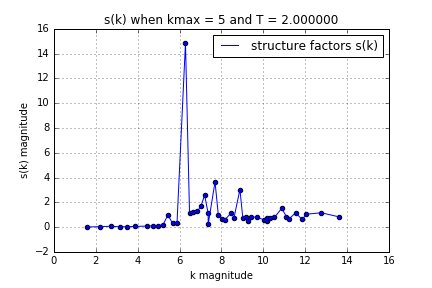 s(k) when kmax = 5 and T = 2.000000
structure factors s(k)
s(k) magnitude
16
14
12
10
8
6
4
2
0
−2
0 2 4 6 8 10 12 14 16
k magnitude